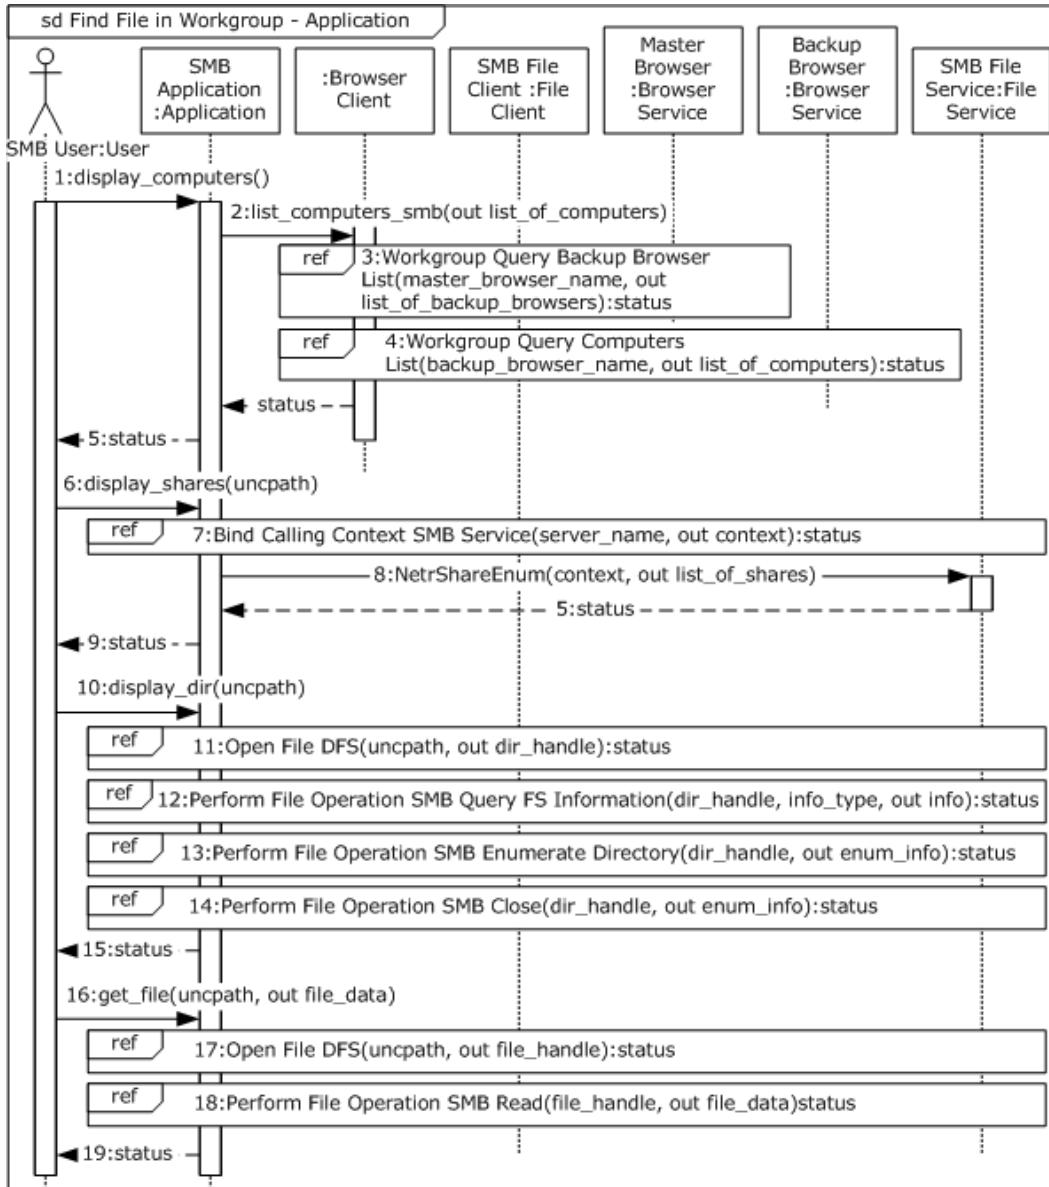 sd Find File in Workgroup - Application
SMB User:User
SMB
Application
:Application
:Browser
Client
SMB File
Client :File
Client
Master
Browser
:Browser
Service
Backup
Browser
:Browser
Service
SMB File
Service:File
Service
1:display_computers()
2:list_computers_smb(out list_of_computers)
ref
3:Workgroup Query Backup Browser
List(master_browser_name, out
list_of_backup_browsers):status
ref
4:Workgroup Query Computers
List(backup_browser_name, out list_of_computers):status
status
5:status
6:display_shares(uncpath)
ref
7:Bind Calling Context SMB Service(server_name, out context):status
8:NetrShareEnum(context, out list_of_shares)
5:status
9:status
10:display_dir(uncpath)
ref
11:Open File DFS(uncpath, out dir_handle):status
ref
12:Perform File Operation SMB Query FS Information(dir_handle, info_type, out info):status
ref
13:Perform File Operation SMB Enumerate Directory(dir_handle, out enum_info):status
ref
14:Perform File Operation SMB Close(dir_handle, out enum_info):status
15:status
16:get_file(uncpath, out file_data)
ref
17:Open File DFS(uncpath, out file_handle):status
ref
18:Perform File Operation SMB Read(file_handle, out file_data)status
19:status